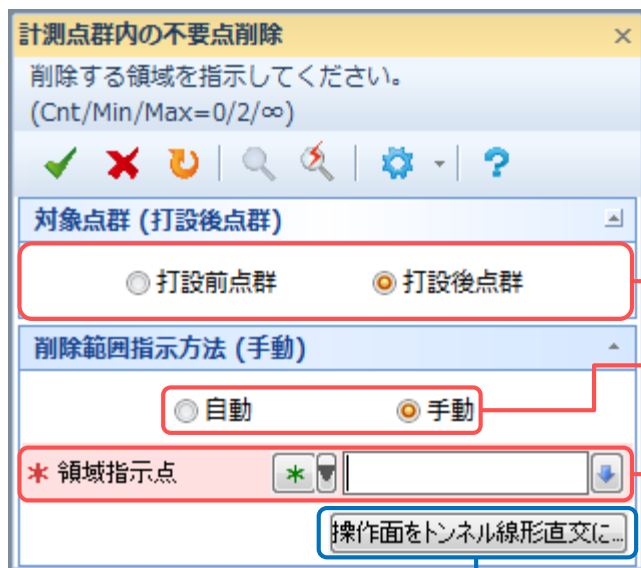 計測点群内の不要点削除
削除する領域を指示してください。
(Cnt/Min/Max=0/2/∞)
対象点群 (打設後点群)
打設前点群 打設後点群
削除範囲指示方法 (手動)
自動 手動
* 領域指示点 *
操作面をトンネル線形直交に...